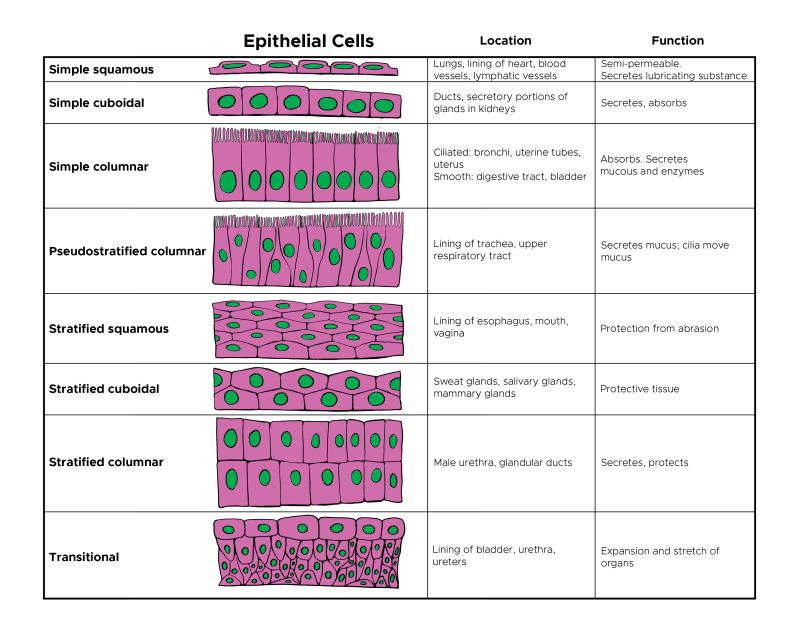 Epithelial Cells
Location
Function
Simple squamous
Lungs, lining of heart, blood
vessels, lymphatic vessels
Semi-permeable.
Secretes lubricating substance
Simple cuboidal
Ducts, secretory portions of
glands in kidneys
Secretes, absorbs
Simple columnar
Ciliated: bronchi, uterine tubes,
uterus
Smooth: digestive tract, bladder
Absorbs. Secretes
mucous and enzymes
Pseudostratified columnar
Lining of trachea, upper
respiratory tract
Secretes mucus; cilia move
mucus
Stratified squamous
Lining of esophagus, mouth,
vagina
Protection from abrasion
Stratified cuboidal
Sweat glands, salivary glands,
mammary glands
Protective tissue
Stratified columnar
Male urethra, glandular ducts
Secretes, protects
Transitional
Lining of bladder, urethra,
ureters
Expansion and stretch of
organs